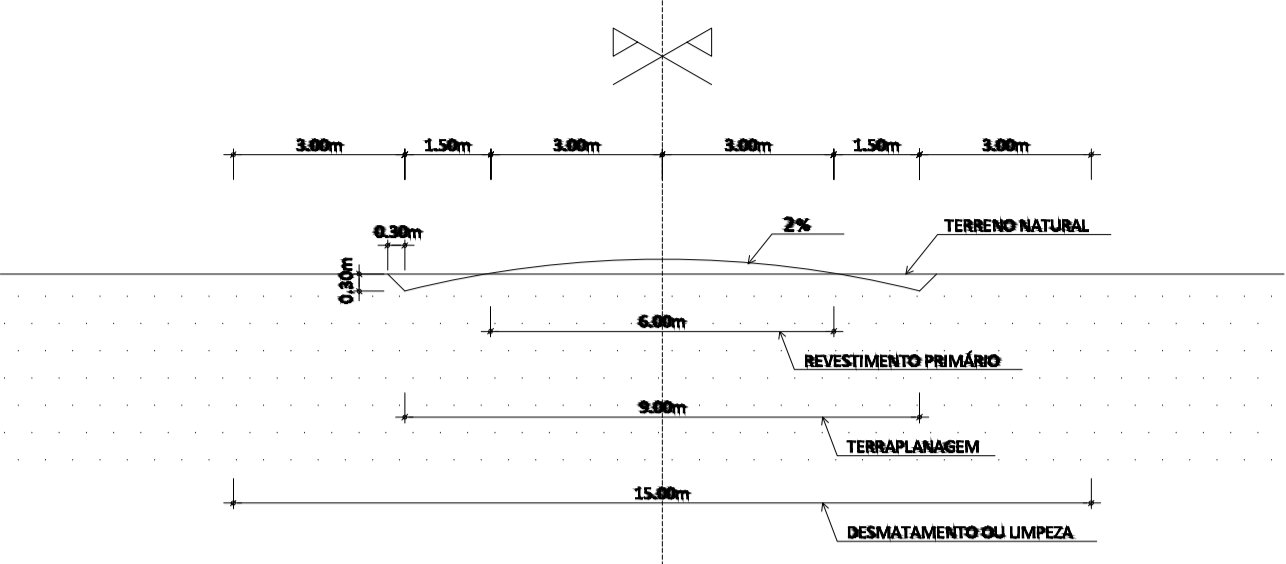 3.00m 1.50m 3.00m 3.00m 1.50m 3.00m
2%
TERRENO NATURAL
0.30m
0.30m
6.00m
REVESTIMENTO PRIMÁRIO
9.00m
TERRAPLANAGEM
15.00m
DESMATAMENTO OU LIMPEZA